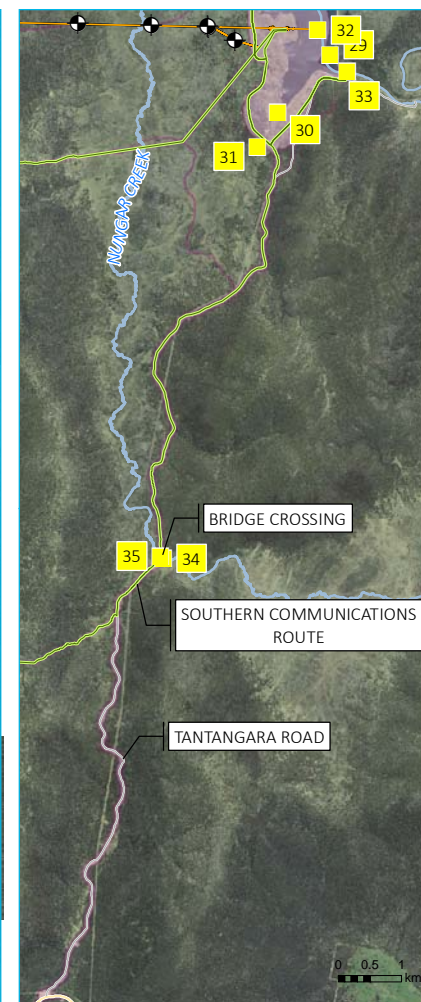 32
29
33
30
31
NUNGAR CREEK
BRIDGE CROSSING
35
34
SOUTHERN COMMUNICATIONS
ROUTE
TANTANGARA ROAD
0 0.5 1
km